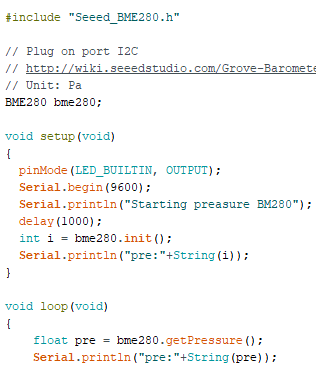 #include "Seeed_BME280.h"
// Plug on port I2C
// http://wiki.seeedstudio.com/Grove-Baromete
// Unit: Pa
BME280 bme280;
void setup(void)
{
pinMode(LED_BUILTIN, OUTPUT);
Serial.begin(9600);
Serial.println("Starting preasure BM280");
delay(1000);
int i = bme280.init();
Serial.println("pre:"+String(i));
}
void loop(void)
{
float pre = bme280.getPressure();
Serial.println("pre:"+String(pre));